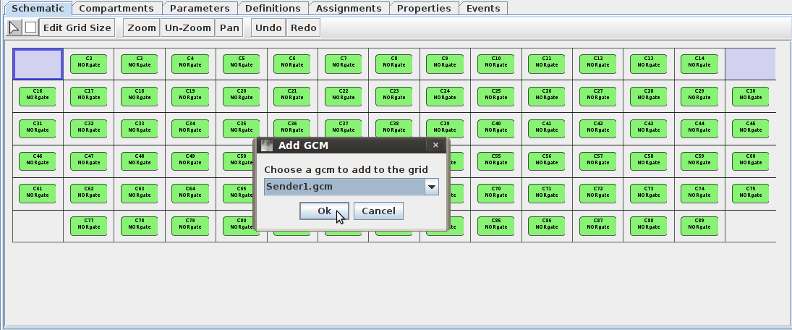 Schematic Compartments Parameters Definitions Assignments Properties Events
Edit Grid Size Zoom Un-Zoom Pan Undo Redo
C2 C3 C4 C5 C6 C7 C8 C9 C10 C11 C12 C13 C14
NORgate NORgate NORgate NORgate NORgate NORgate NORgate NORgate NORgate NORgate NORgate NORgate NORgate
C16 C17 C18 C19 C20 C21 C22 C23 C24 C25 C26 C27 C28 C29 C30
NORgate NORgate NORgate NORgate NORgate NORgate NORgate NORgate NORgate NORgate NORgate NORgate NORgate NORgate NORgate
C31 C32 C33 C34 C35 C36 C37 C38 C39 C40 C41 C42 C43 C44 C45
NORgate NORgate NORgate NORgate NORgate NORgate NORgate NORgate NORgate NORgate
Add GCM
C46 C47 C48 C49 C50 C55 C56 C57 C58 C59 C60
NORgate NORgate NORgate NORgate NORgate NORgate NORgate NORgate NORgate NORgate NORgate
Choose a gcm to add to the grid
Sender1.gcm
C61 C62 C63 C64 C65 C70 C71 C72 C73 C74 C75
NORgate NORgate NORgate NORgate NORgate NORgate NORgate NORgate NORgate NORgate NORgate
Ok Cancel
C77 C78 C79 C80 C85 C86 C87 C88 C89
NORgate NORgate NORgate NORgate NORgate NORgate NORgate NORgate NORgate